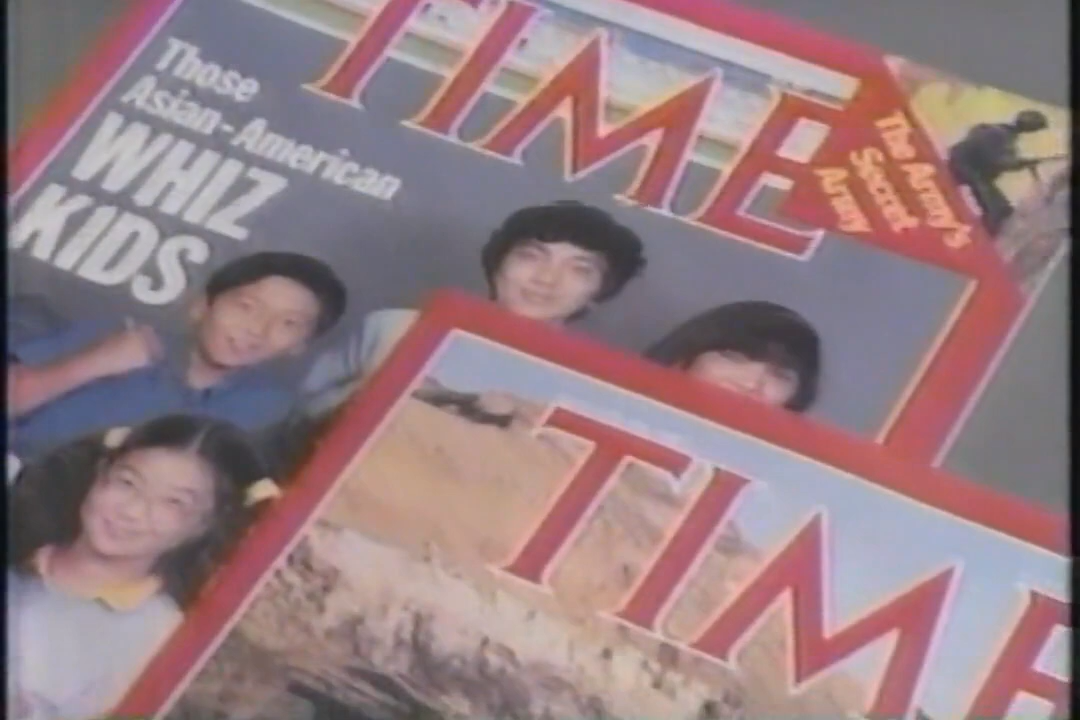 TIME
Those
Asian-American
WHIZ
KIDS
The Army's
Secret
Army
TIME